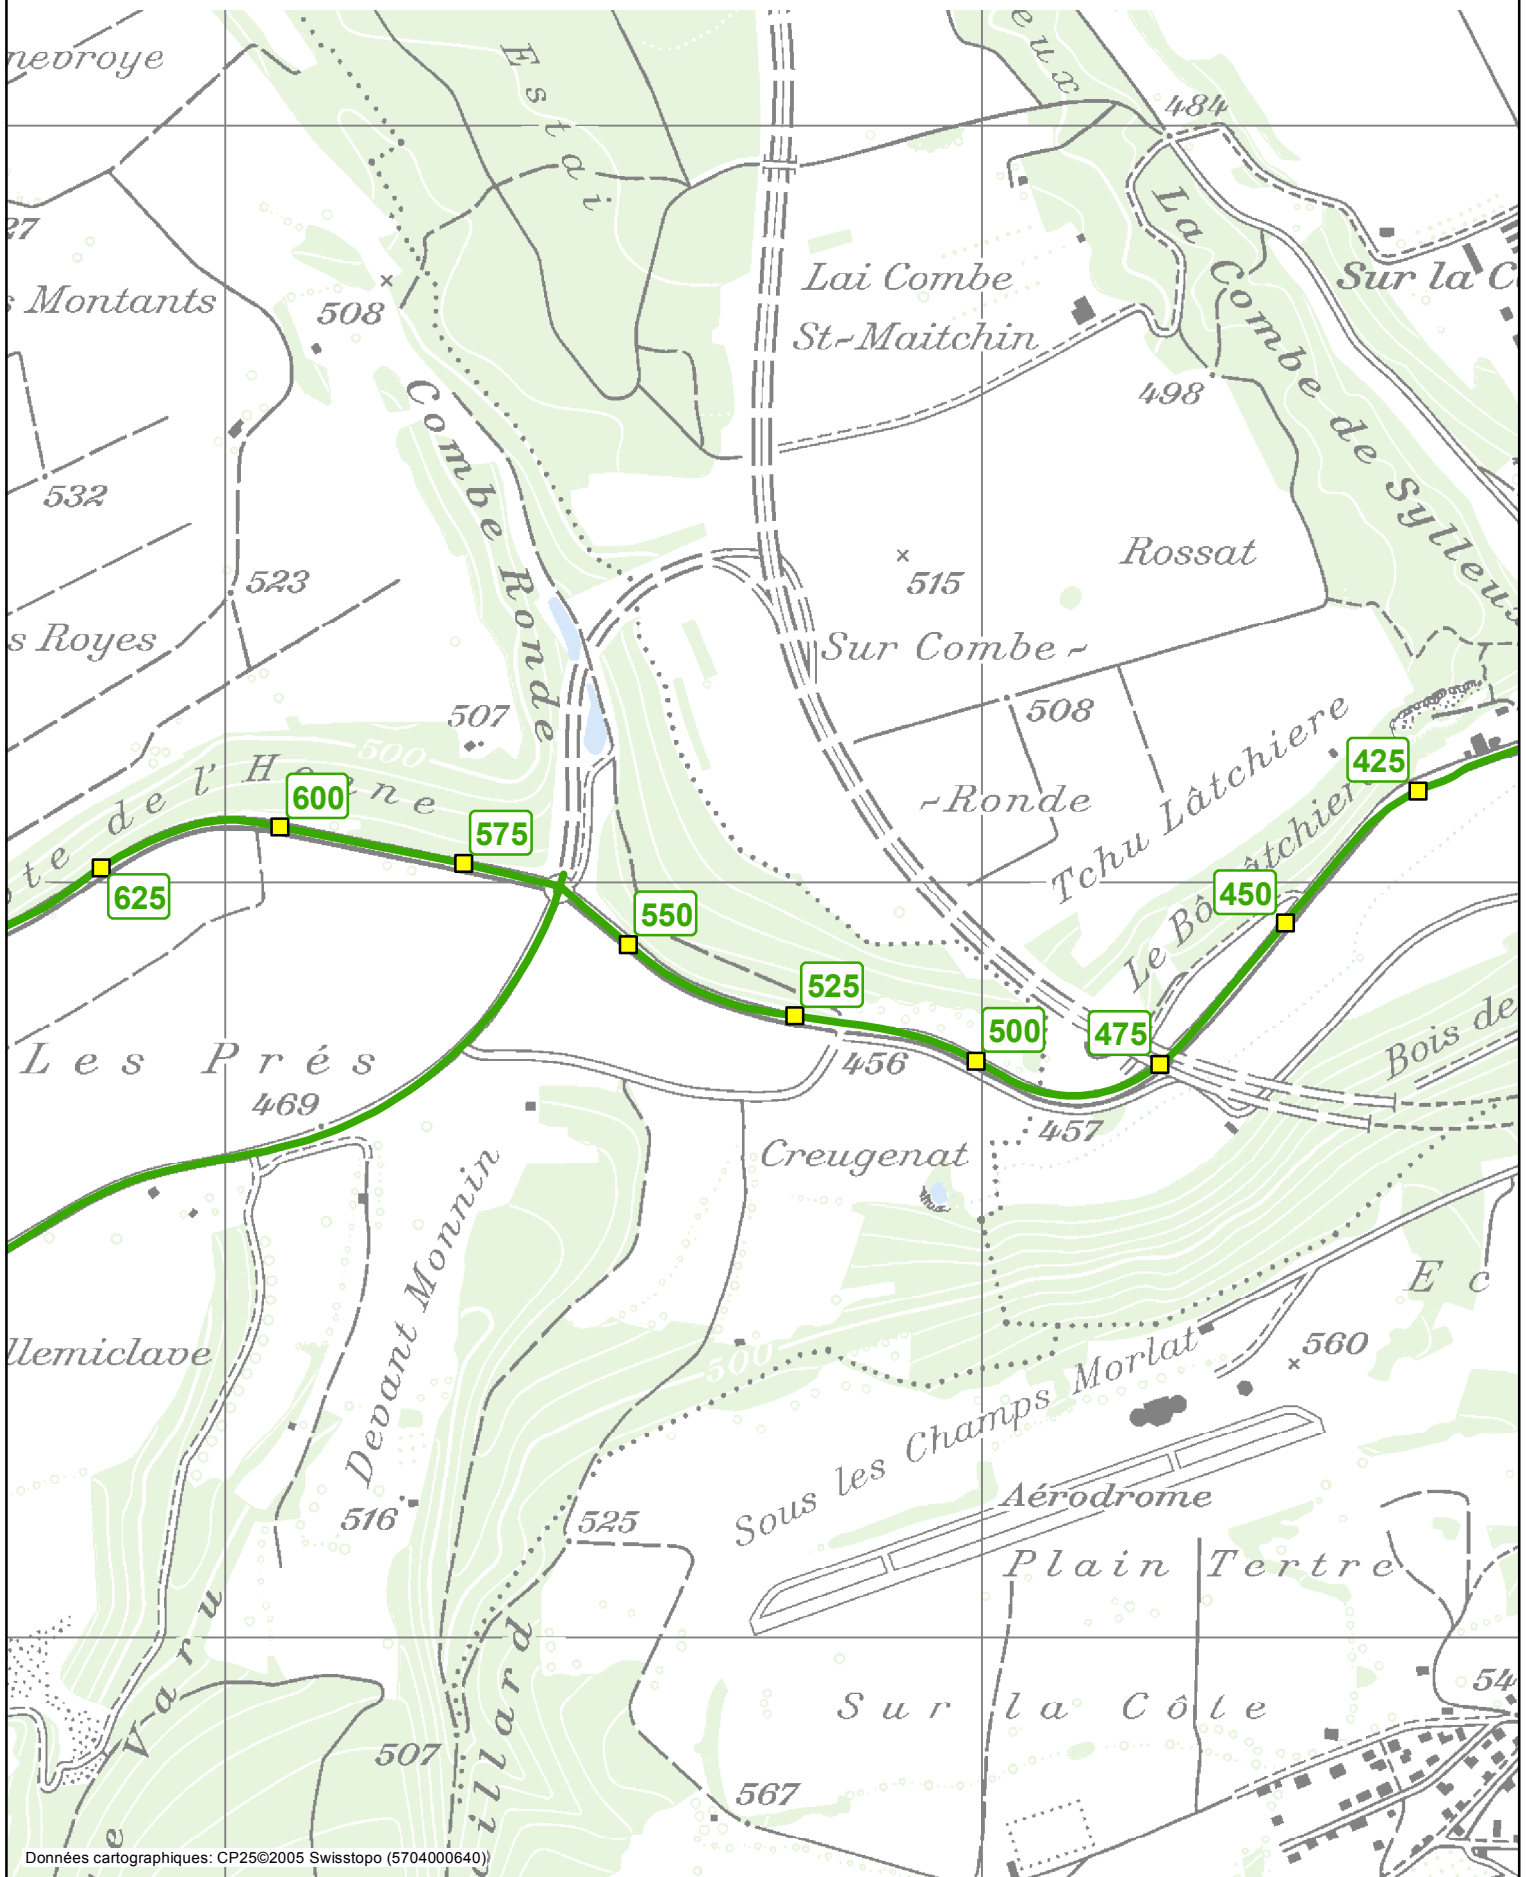 nevroye
Estai
eux
484
27
s Montants
508
Lai Combe
St-Maitchin
La Combe de Sylleux
Sur la C
498
Combe Ronde
532
523
515
Rossat
s Royes
Sur Combe-
508
507
500
-Ronde
Tchu Lâtchiere
425
600
575
625
550
450
525
500
475
456
Bois de
Les Prés
469
457
Creugenat
Devant Monnin
llemiclave
500
Ec
560
Sous les Champs Morlat
Aérodrome
516
525
Plain Tertre
Varu
illard
Sur la Côte
54
507
567
e
Données cartographiques: CP25©2005 Swisstopo (5704000640)